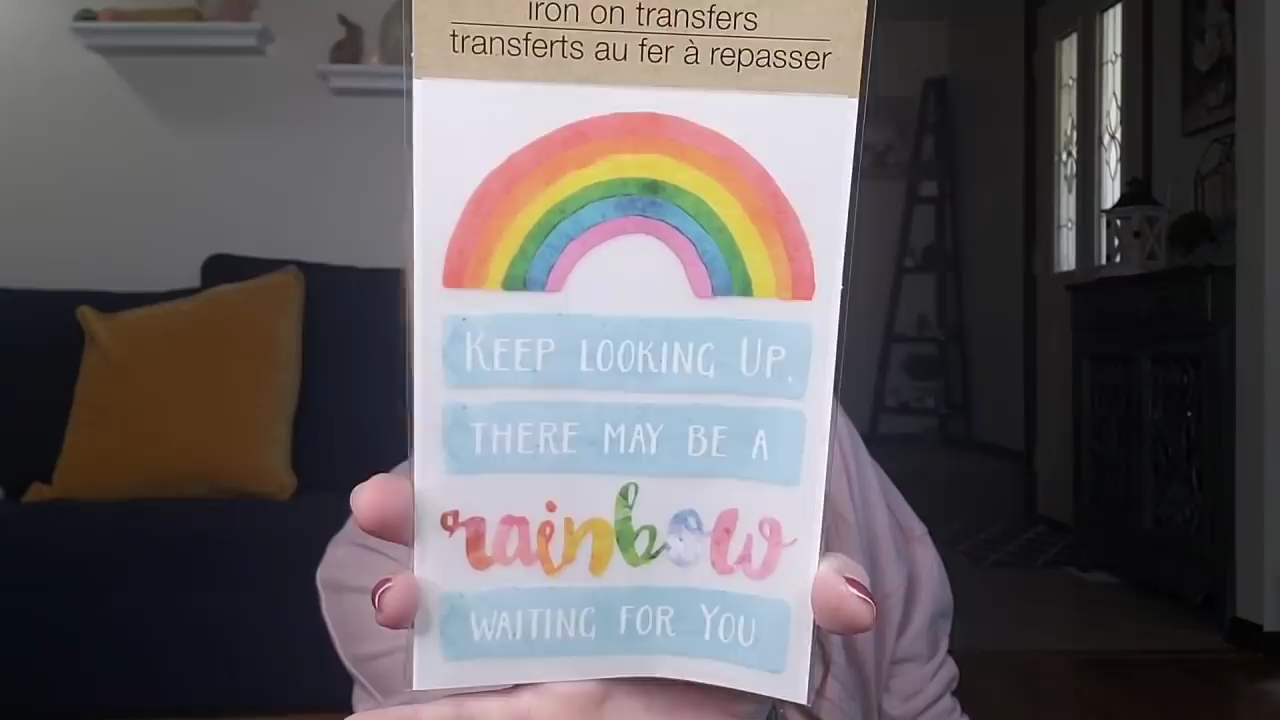 iron on transfers
transferts au fer à repasser
KEEP LOOKING UP,
THERE MAY BE A
rainbow
WAITING FOR YOU